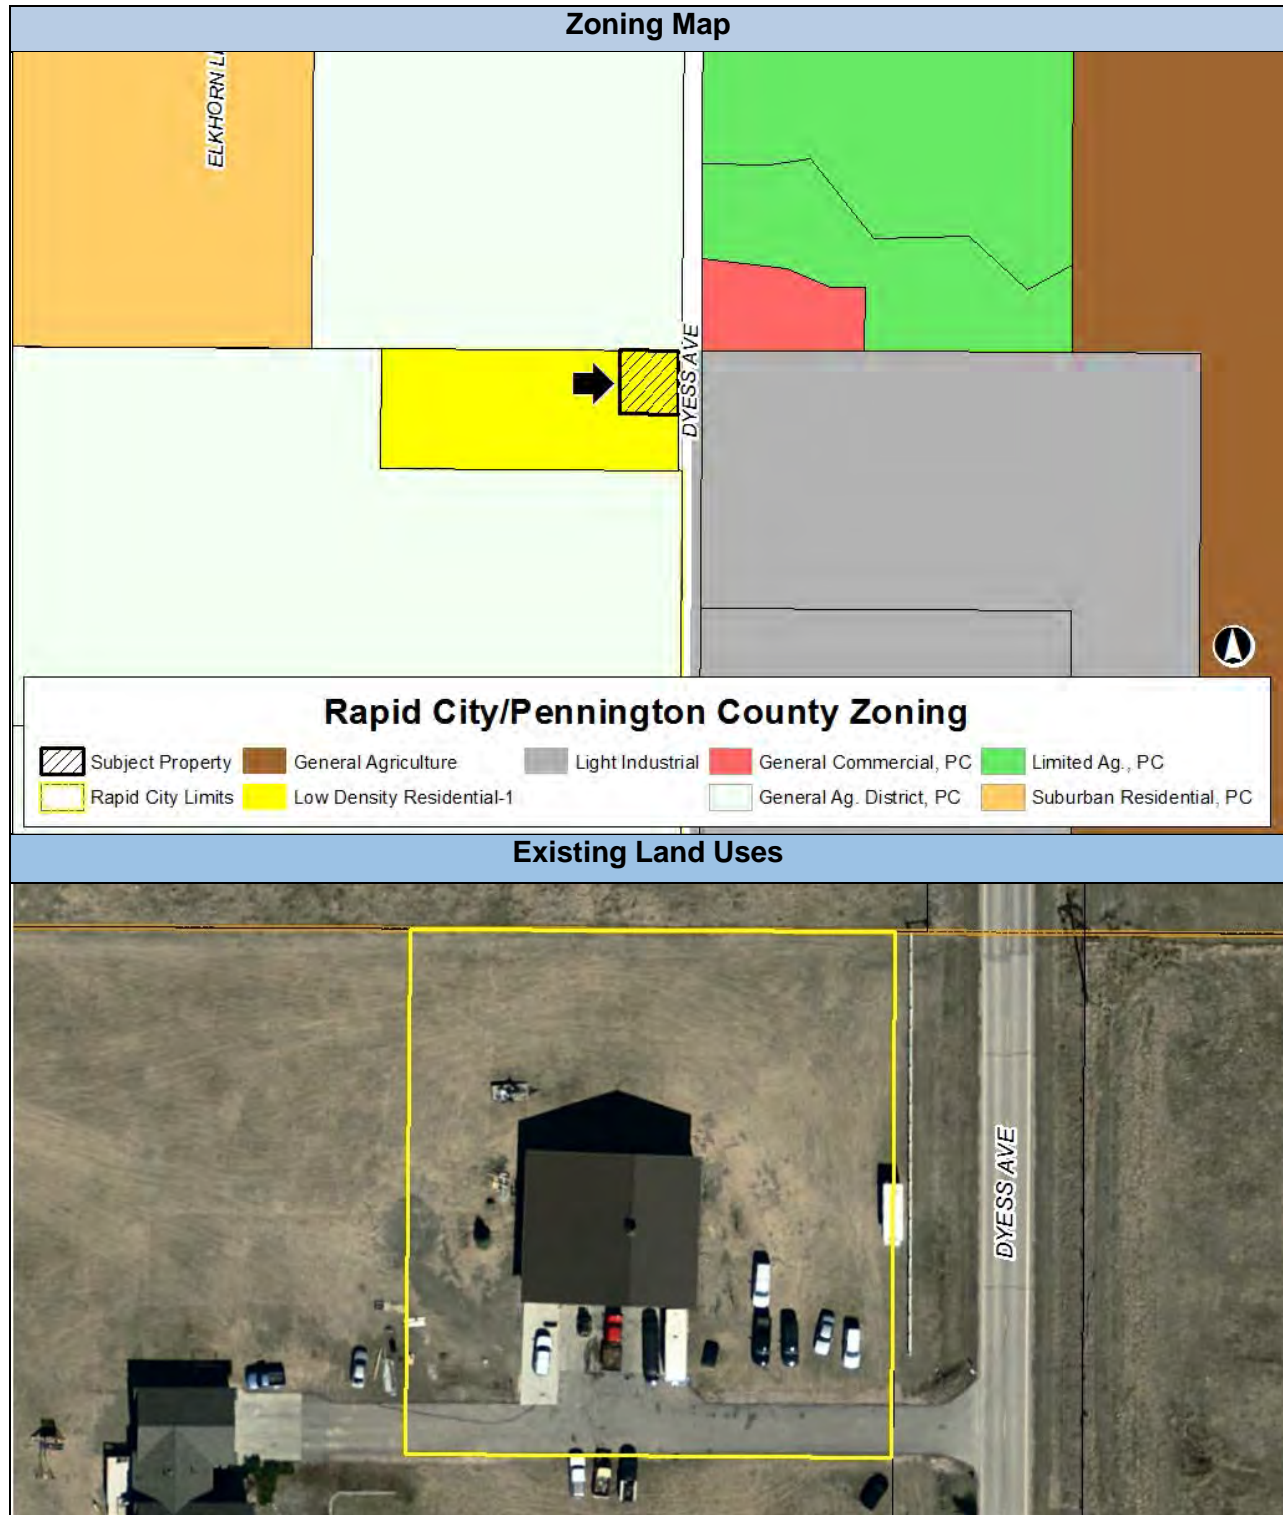 Zoning Map
ELKHORN L
DYESS AVE
Rapid City/Pennington County Zoning
Subject Property
General Agriculture
Light Industrial
General Commercial, PC
Limited Ag., PC
Rapid City Limits
Low Density Residential-1
General Ag. District, PC
Suburban Residential, PC
Existing Land Uses
DYESS AVE